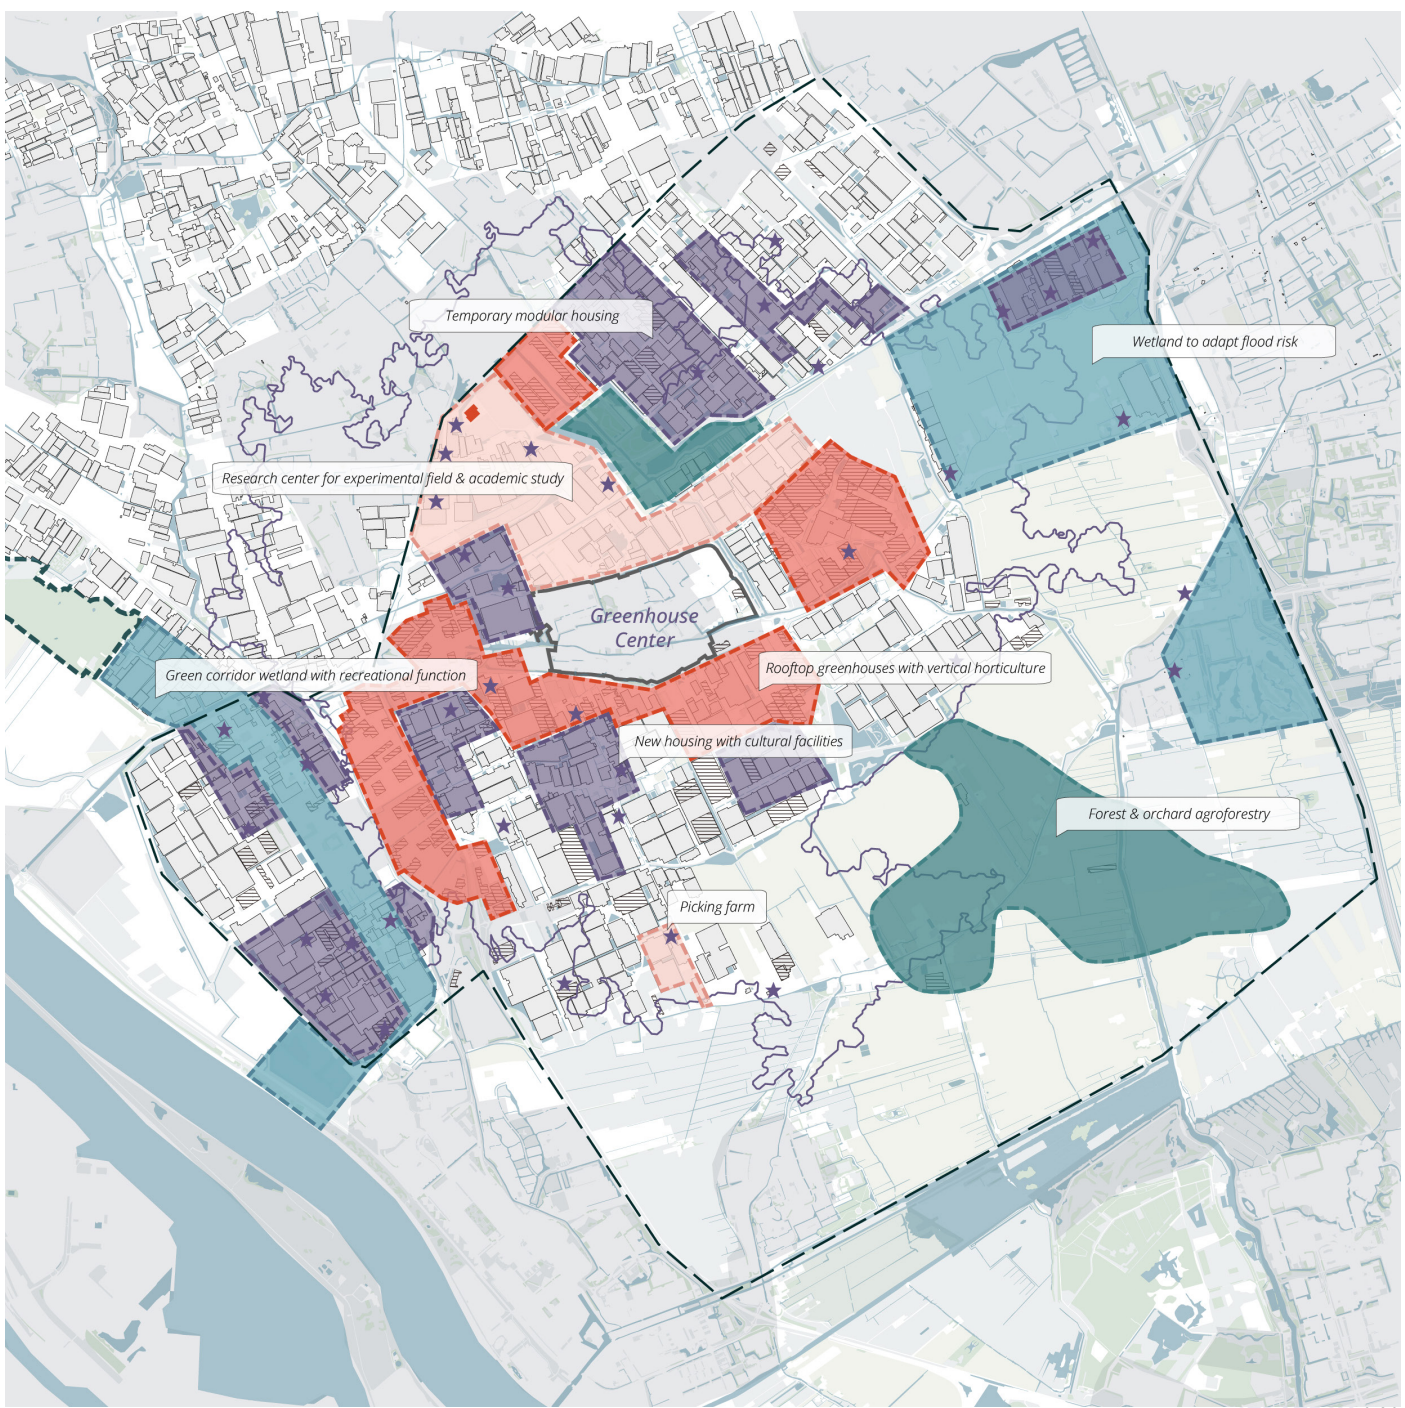 Temporary modular housing
Wetland to adapt flood risk
Research center for experimental field & academic study
Greenhouse
Center
Rooftop greenhouses with vertical horticulture
Green corridor wetland with recreational function
New housing with cultural facilities
Forest & orchard agroforestry
Picking farm